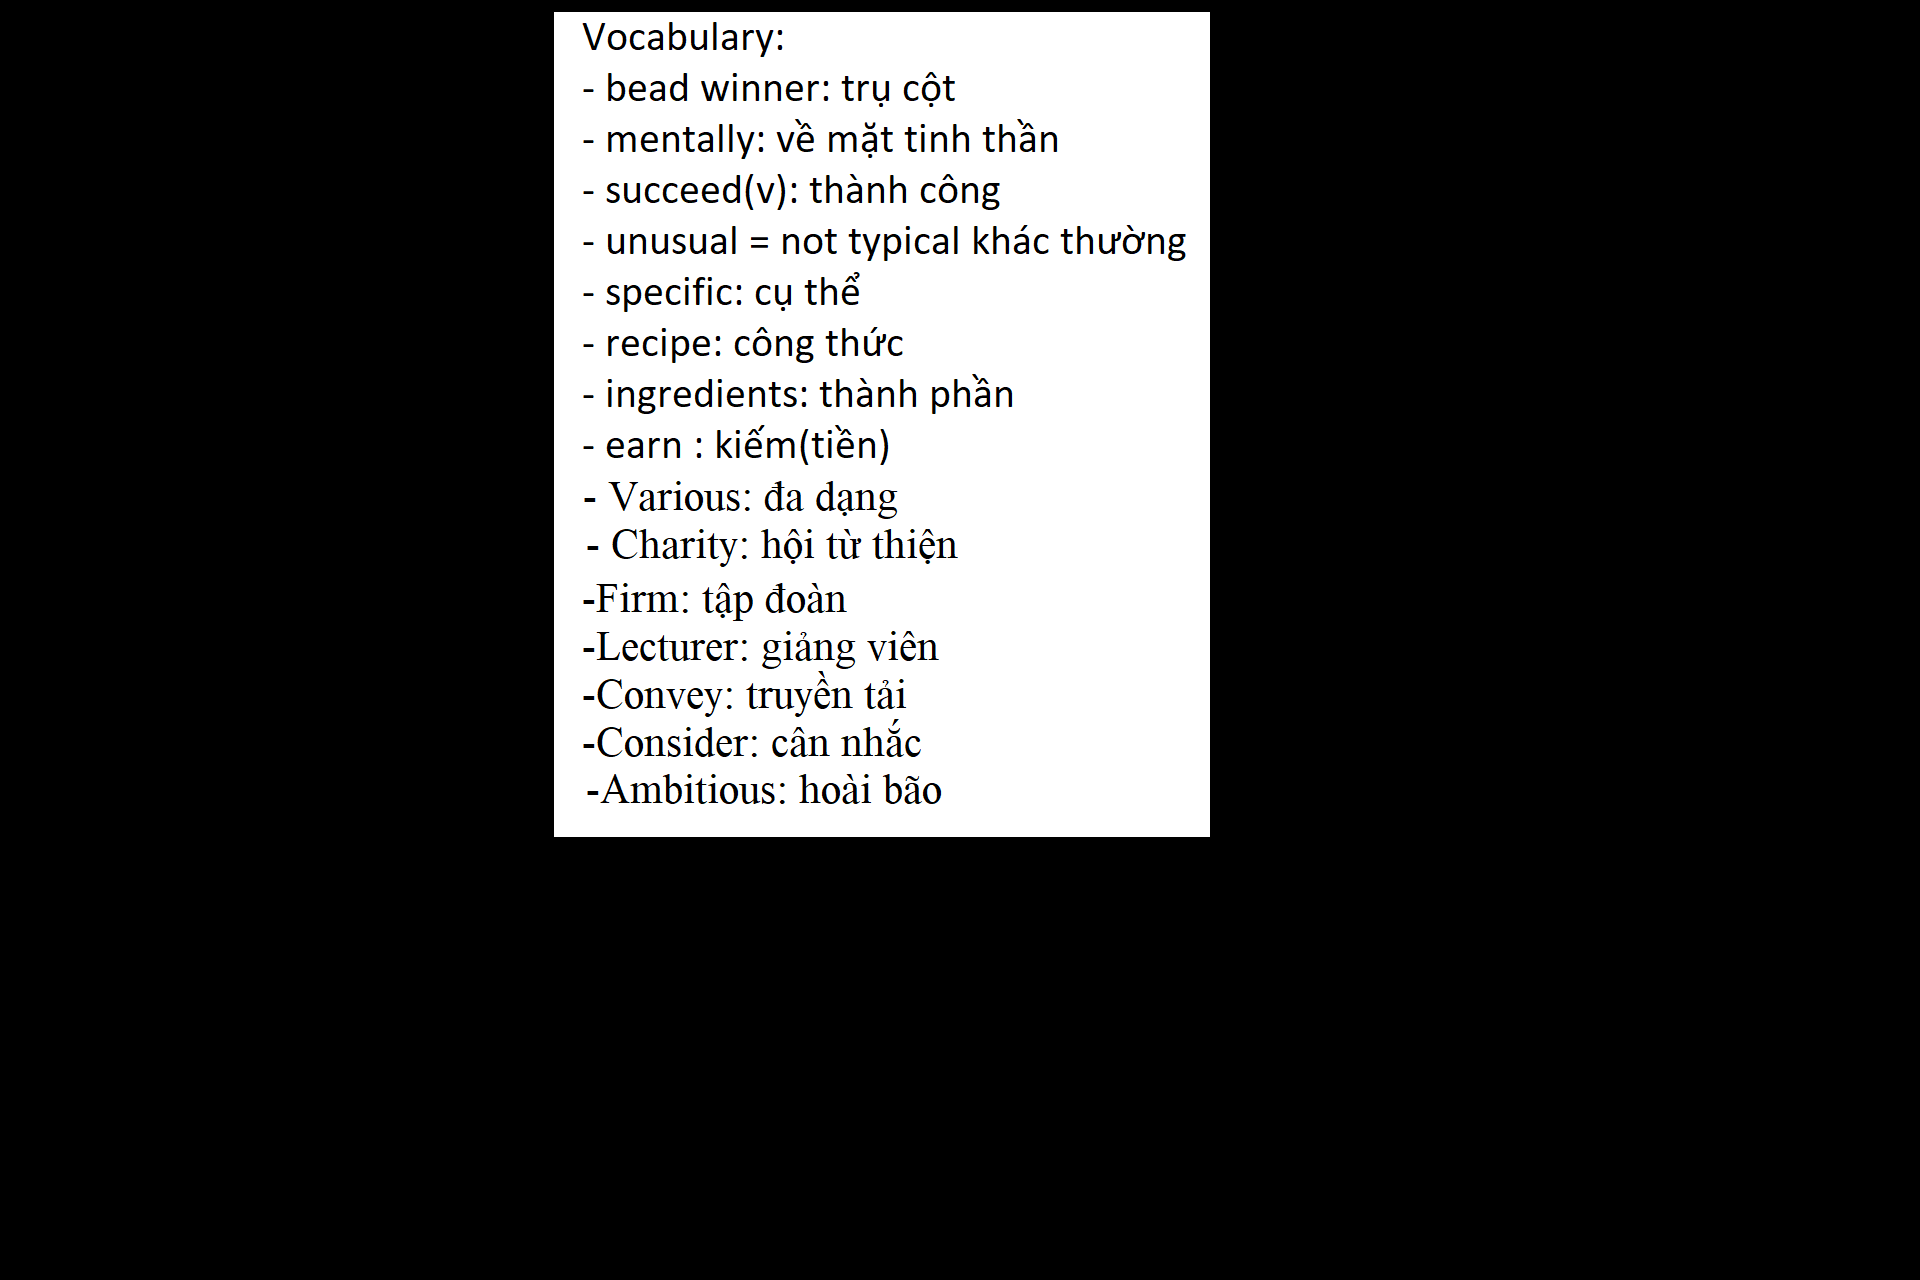 Vocabulary:
- bead winner: trụ cột
- mentally: về mặt tinh thần
- succeed(v): thành công
- unusual = not typical khác thường
- specific: cụ thể
- recipe: công thức
- ingredients: thành phần
- earn : kiếm(tiền)
- Various: đa dạng
- Charity: hội từ thiện
-Firm: tập đoàn
-Lecturer: giảng viên
-Convey: truyền tải
-Consider: cân nhắc
-Ambitious: hoài bão